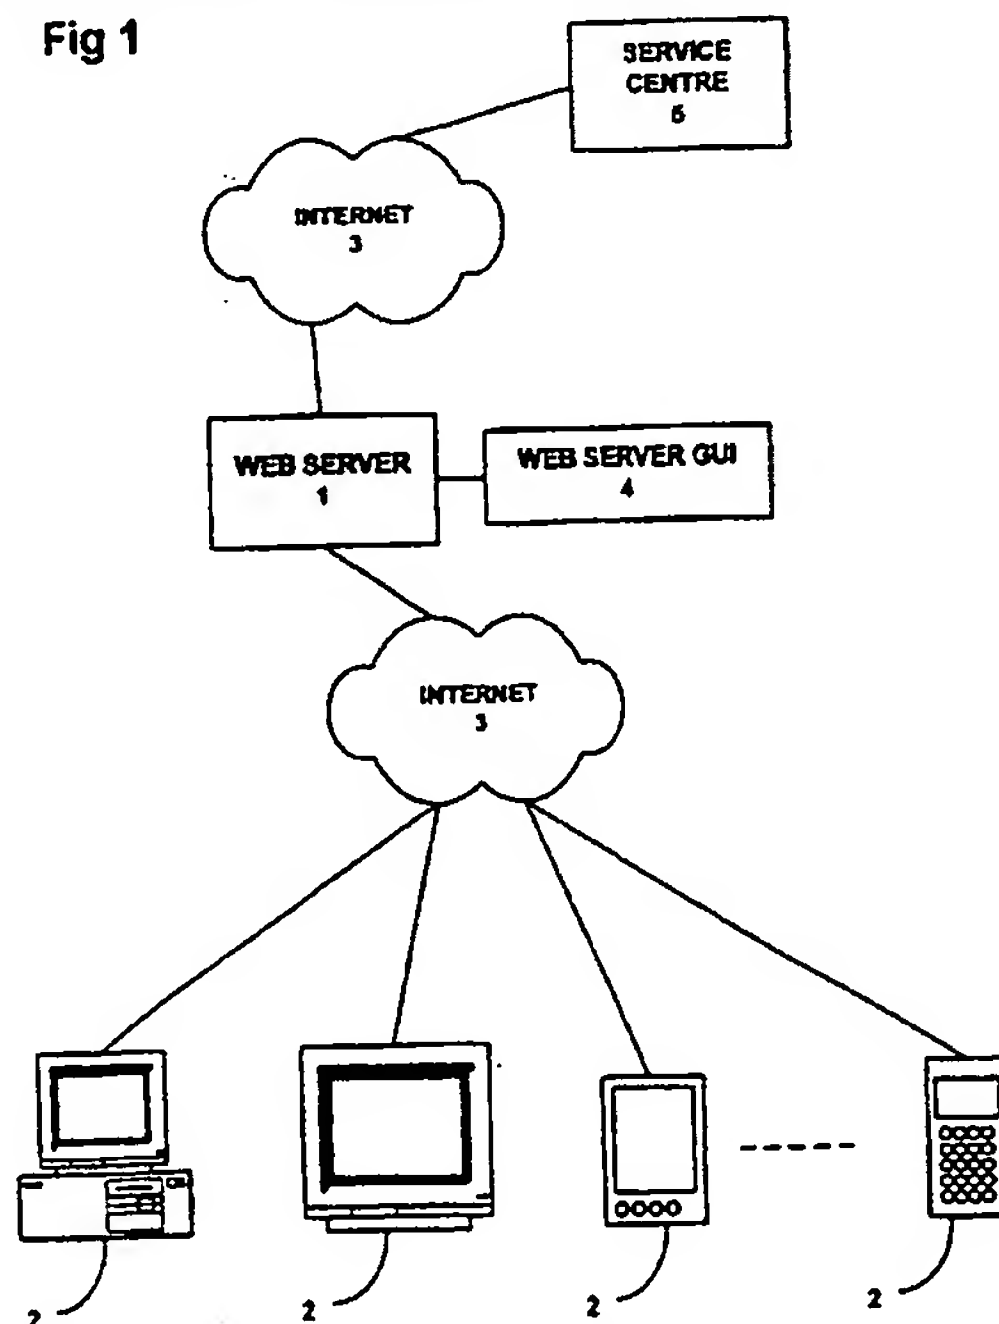 Fig 1
SERVICE
CENTRE
5
INTERNET
3
WEB SERVER
1
WEB SERVER GUI
4
INTERNET
3
2
2
2
2